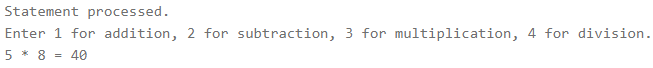 Statement processed.
Enter 1 for addition, 2 for subtraction, 3 for multiplication, 4 for division.
5 * 8 = 40